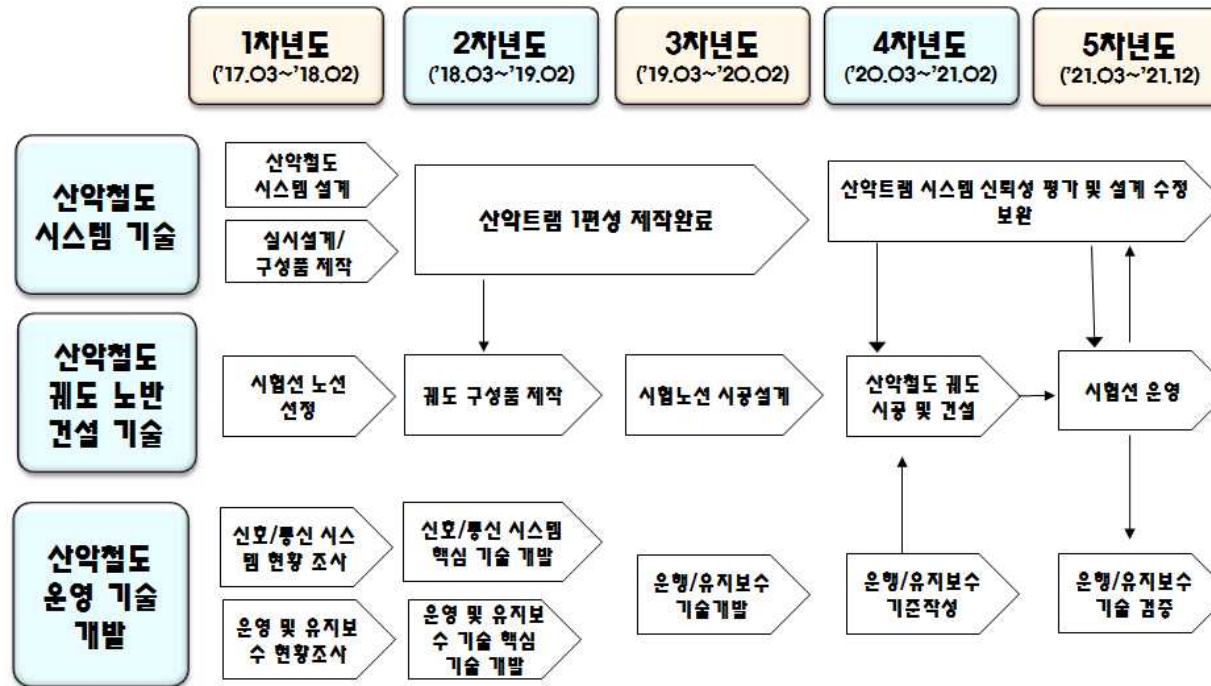 1차년도
('17.03~'18.02)
2차년도
('18.03~'19.02)
3차년도
('19.03~'20.02)
4차년도
('20.03~'21.02)
5차년도
('21.03~'21.12)
산악철도
시스템 기술
산악철도
시스템 설계
실시설계/
구성품 제작
산악트램 1편성 제작완료
산악트램 시스템 신뢰성 평가 및 설계 수정
보완
산악철도
궤도 노반
건설 기술
시험선 노선
선정
궤도 구성품 제작
시험노선 시공설계
산악철도 궤도
시공 및 건설
시험선 운영
산악철도
운영 기술
개발
신호/통신 시스
템 현황 조사
신호/통신 시스템
핵심 기술 개발
운영 및 유지보
수 현황조사
운영 및 유지보
수 기술 핵심
기술 개발
운행/유지보수
기술개발
운행/유지보수
기준작성
운행/유지보수
기술 검증